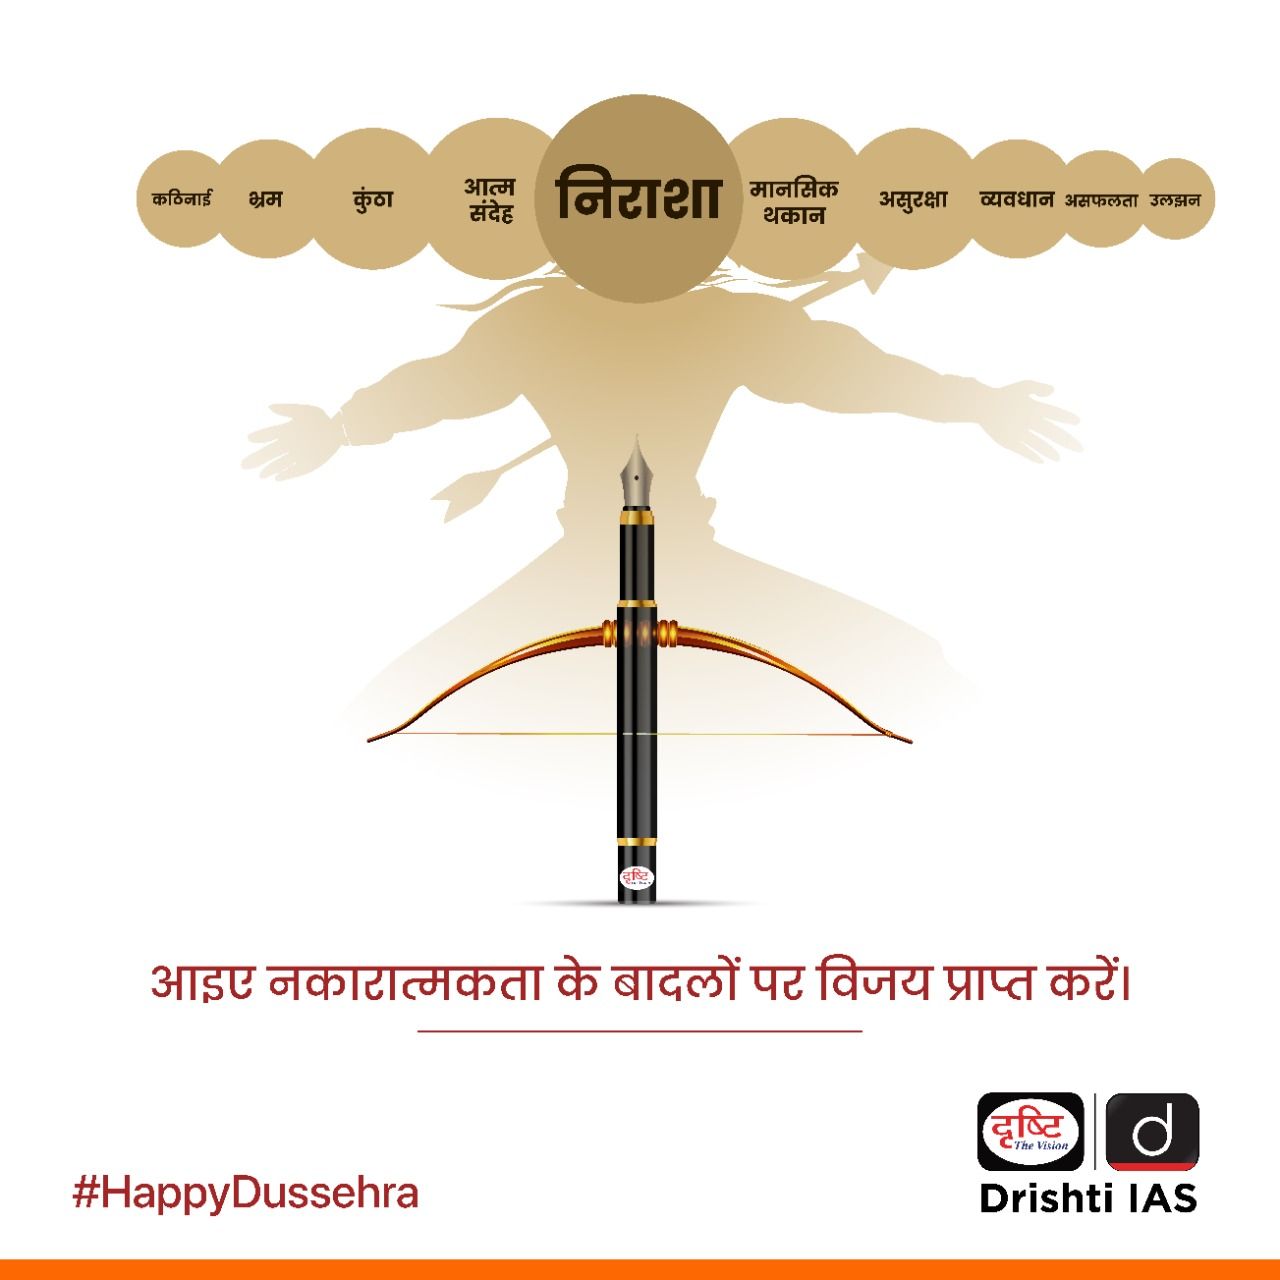 कठिनाई
भ्रम
कुंठा
आत्म
संदेह
निराशा
मानसिक
थकान
असुरक्षा
व्यवधान
असफलता
उलझन
दृष्टि
आइए नकारात्मकता के बादलों पर विजय प्राप्त करें।
दृष्टि
The Vision
d
Drishti IAS
#HappyDussehra